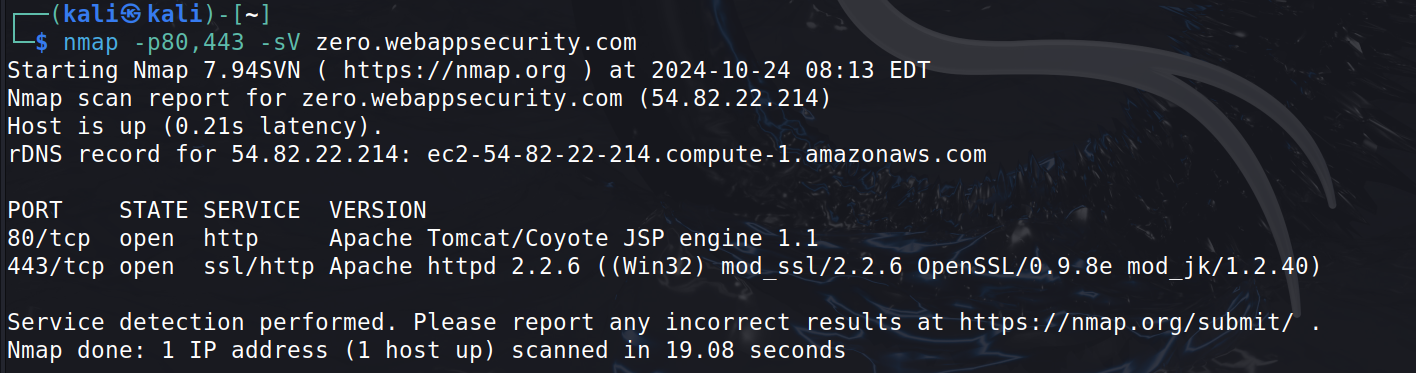 ┌──(kali㉿kali)-[~]
└─$ nmap -p80,443 -sV zero.webappsecurity.com
Starting Nmap 7.94SVN ( https://nmap.org ) at 2024-10-24 08:13 EDT
Nmap scan report for zero.webappsecurity.com (54.82.22.214)
Host is up (0.21s latency).
rDNS record for 54.82.22.214: ec2-54-82-22-214.compute-1.amazonaws.com
PORT    STATE SERVICE  VERSION
80/tcp  open  http     Apache Tomcat/Coyote JSP engine 1.1
443/tcp open  ssl/http Apache httpd 2.2.6 ((Win32) mod_ssl/2.2.6 OpenSSL/0.9.8e mod_jk/1.2.40)
Service detection performed. Please report any incorrect results at https://nmap.org/submit/ .
Nmap done: 1 IP address (1 host up) scanned in 19.08 seconds